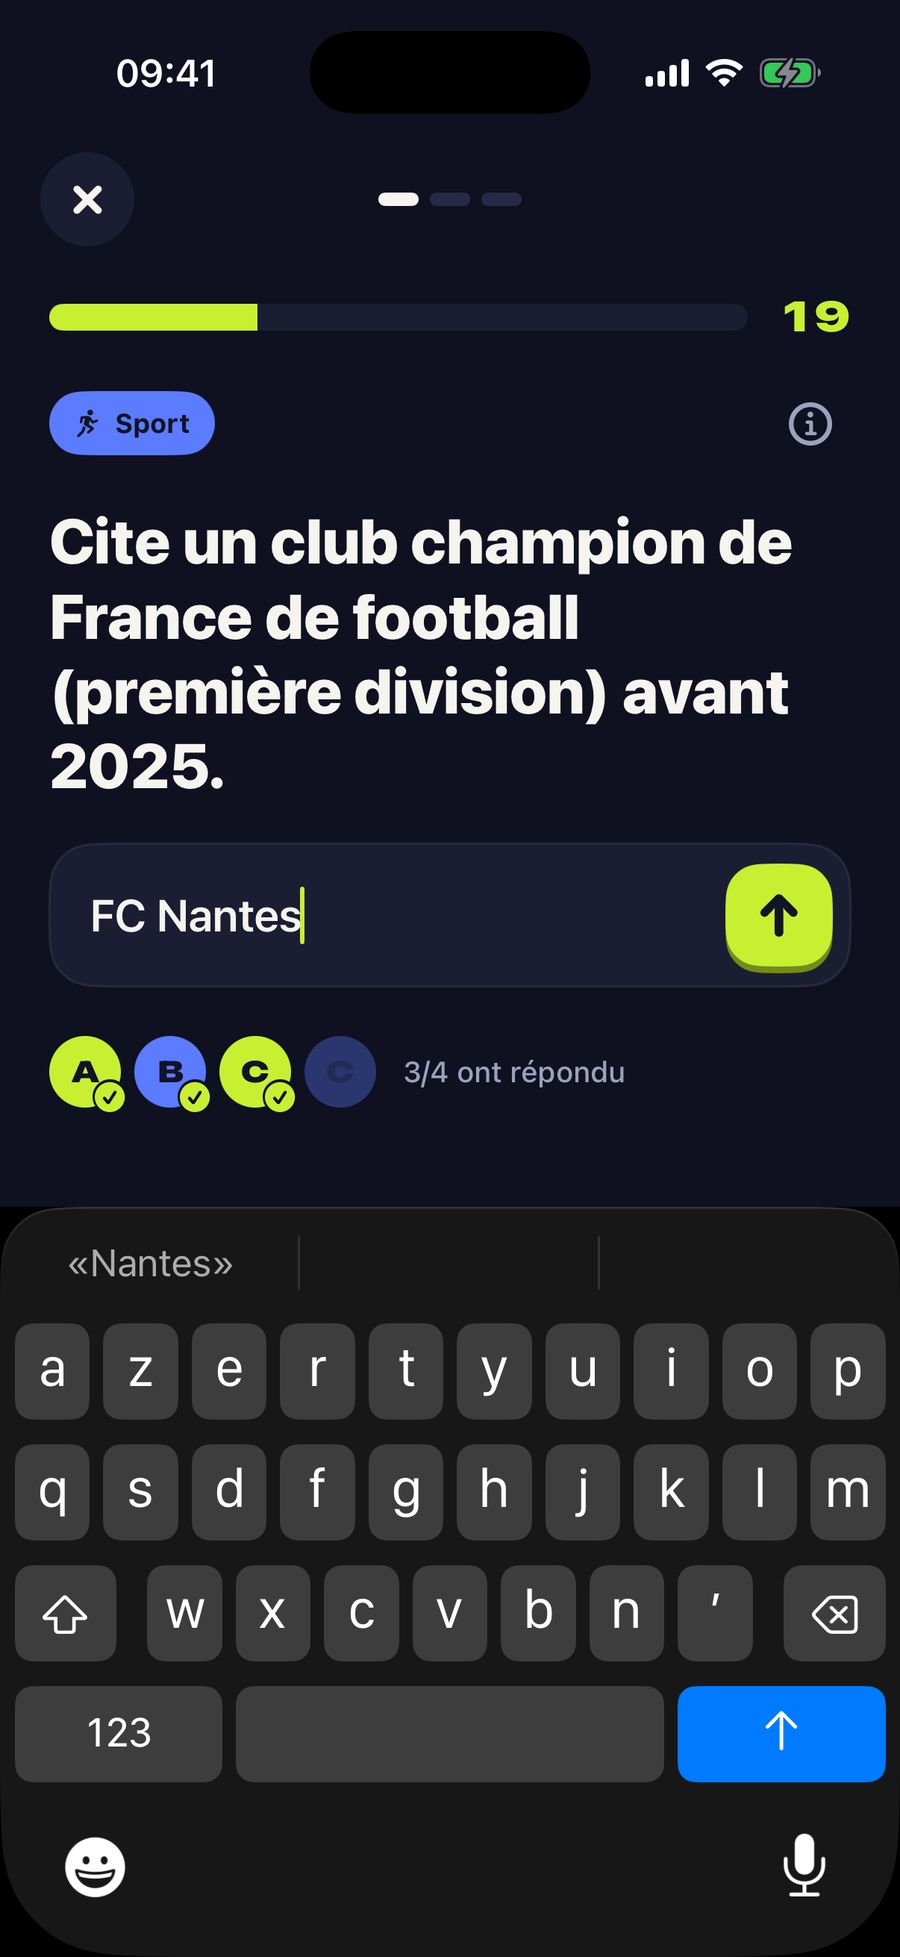 09:41
19
Sport
Cite un club champion de
France de football
(première division) avant
2025.
FC Nantes
A B C C 3/4 ont répondu
«Nantes»
a z e r t y u i o p
q s d f g h j k l m
w x c v b n ’
123